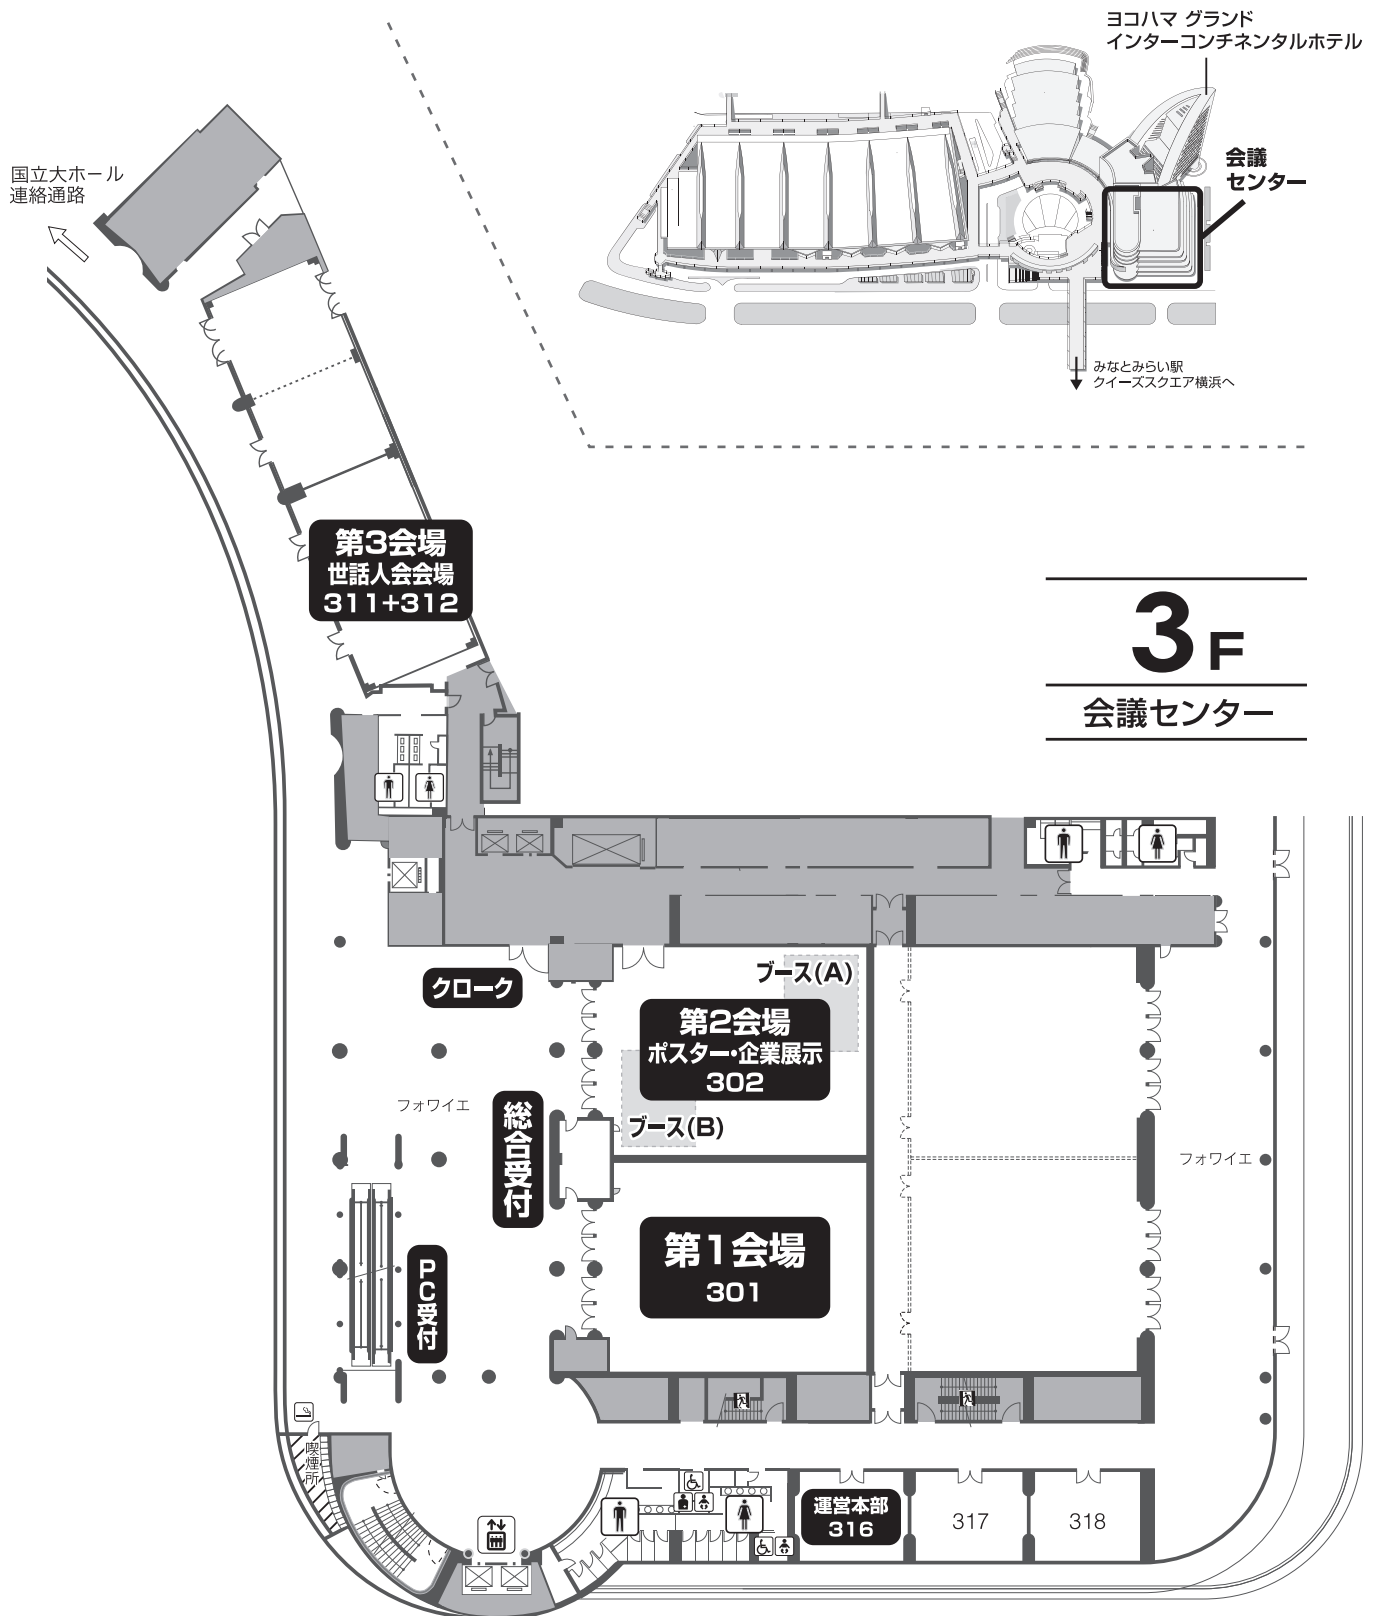 ヨコハマ グランド
インターコンチネンタルホテル
会議
センター
みなとみらい駅
クイーズスクエア横浜へ
国立大ホール
連絡通路
第3会場
世話人会会場
311+312
3F
会議センター
クローク
ブース(A)
第2会場
ポスター・企業展示
302
ブース(B)
フォワイエ
総合受付
フォワイエ
第1会場
301
PC受付
喫煙所
運営本部
316
317
318